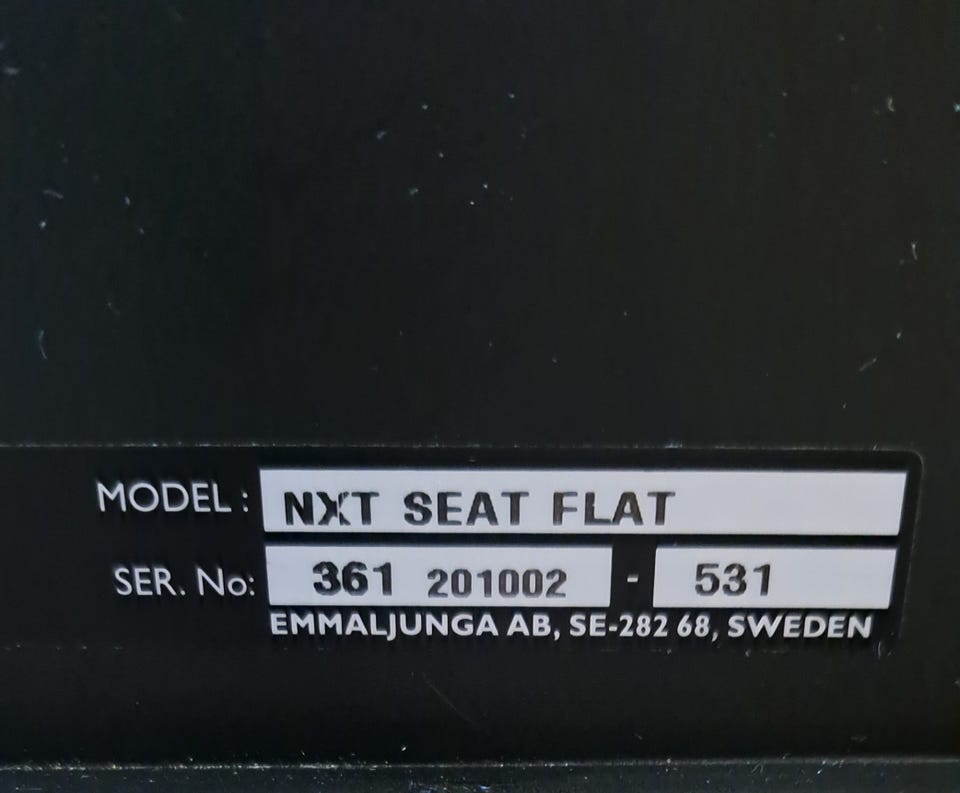 MODEL: NXT SEAT FLAT
SER. No: 361 201002 - 531
EMMALJUNGA AB, SE-282 68, SWEDEN